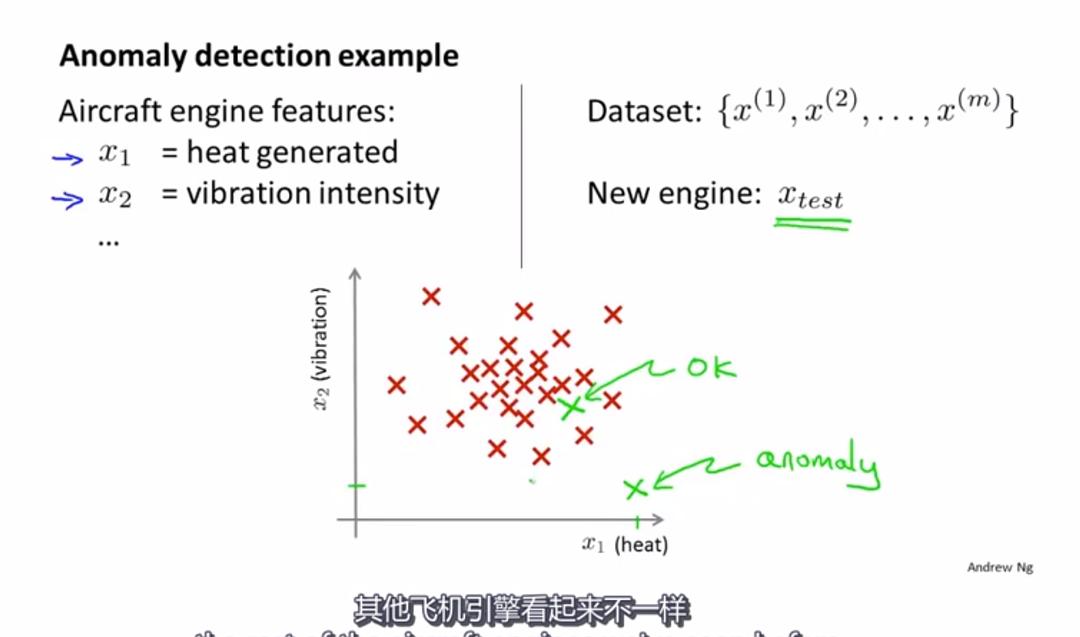 Anomaly detection example
Aircraft engine features:
→ x₁ = heat generated
→ x₂ = vibration intensity
...
Dataset: {x⁽¹⁾, x⁽²⁾, . . . , x⁽ᵐ⁾}
New engine: x_test
x₂ (vibration)
OK
anomaly
x₁ (heat)
Andrew Ng
其他飞机引擎看起来不一样